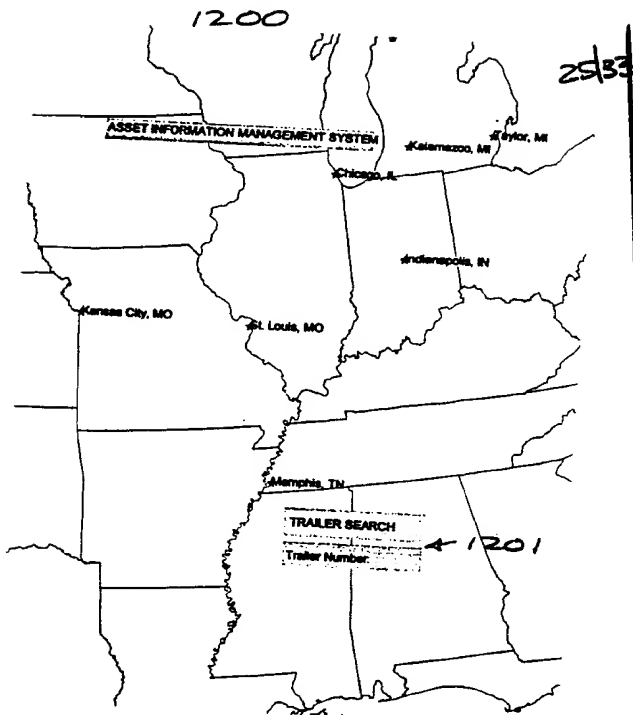 1200
25/33
ASSET INFORMATION MANAGEMENT SYSTEM
Taylor, MI
Kalamazoo, MI
Chicago, IL
Indianapolis, IN
Kansas City, MO
St. Louis, MO
Memphis, TN
TRAILER SEARCH
1201
Trailer Number: